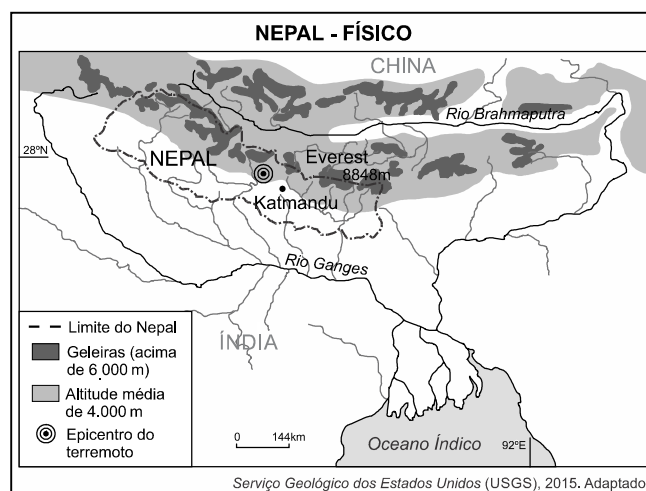 NEPAL - FÍSICO
CHINA
Rio Brahmaputra
28ºN
NEPAL
Everest
8848m
Katmandu
Rio Ganges
Limite do Nepal
Geleiras (acima
de 6 000 m)
Altitude média
de 4.000 m
Epicentro do
terremoto
ÍNDIA
0 144km
Oceano Índico
92ºE
Serviço Geológico dos Estados Unidos (USGS), 2015. Adaptado